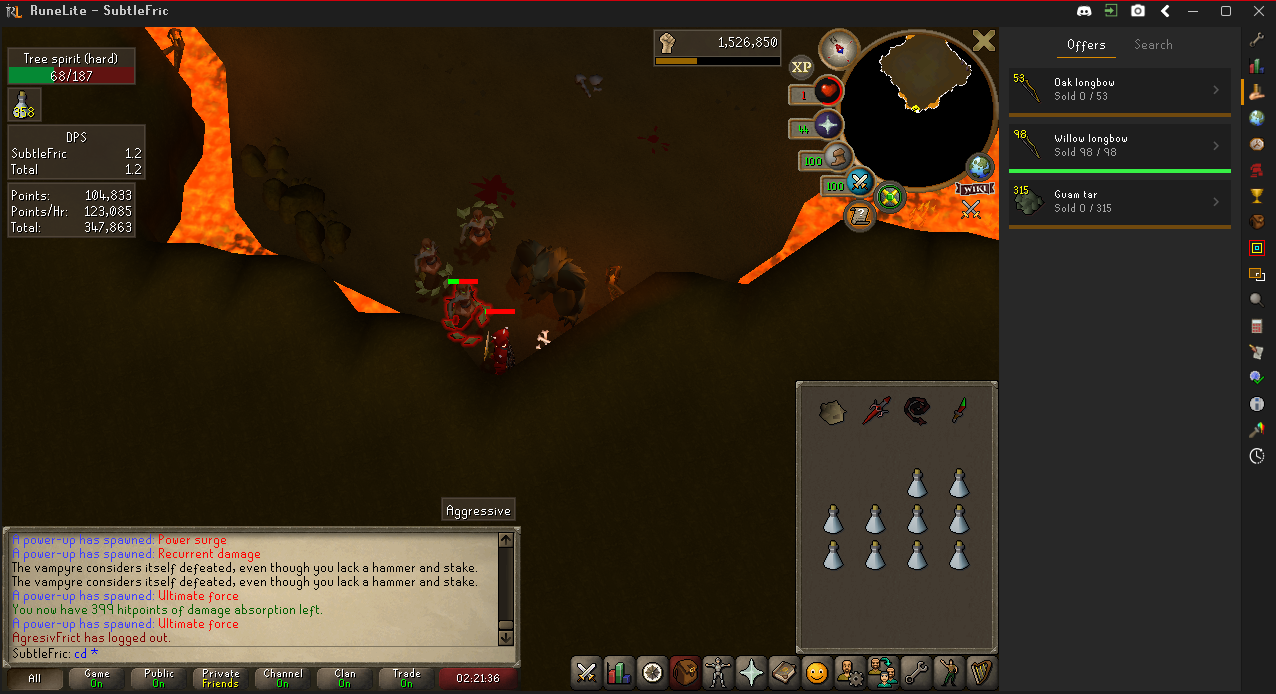 RuneLite - SubtleFric
Tree spirit (hard)
68/187
358
DPS
SubtleFric 1.2
Total 1.2
Points: 104,833
Points/Hr: 123,085
Total: 347,863
1,526,850
XP
1
44
100
100
WIKI
Offers Search
53
Oak longbow
Sold 0 / 53
98
Willow longbow
Sold 98 / 98
315
Guam tar
Sold 0 / 315
Aggressive
A power-up has spawned: Power surge
A power-up has spawned: Recurrent damage
The vampyre considers itself defeated, even though you lack a hammer and stake.
The vampyre considers itself defeated, even though you lack a hammer and stake.
A power-up has spawned: Ultimate force
You now have 399 hitpoints of damage absorption left.
A power-up has spawned: Ultimate force
AgresivFrict has logged out.
SubtleFric: cd *
All
Game
On
Public
On
Private
Friends
Channel
On
Clan
On
Trade
On
02:21:36